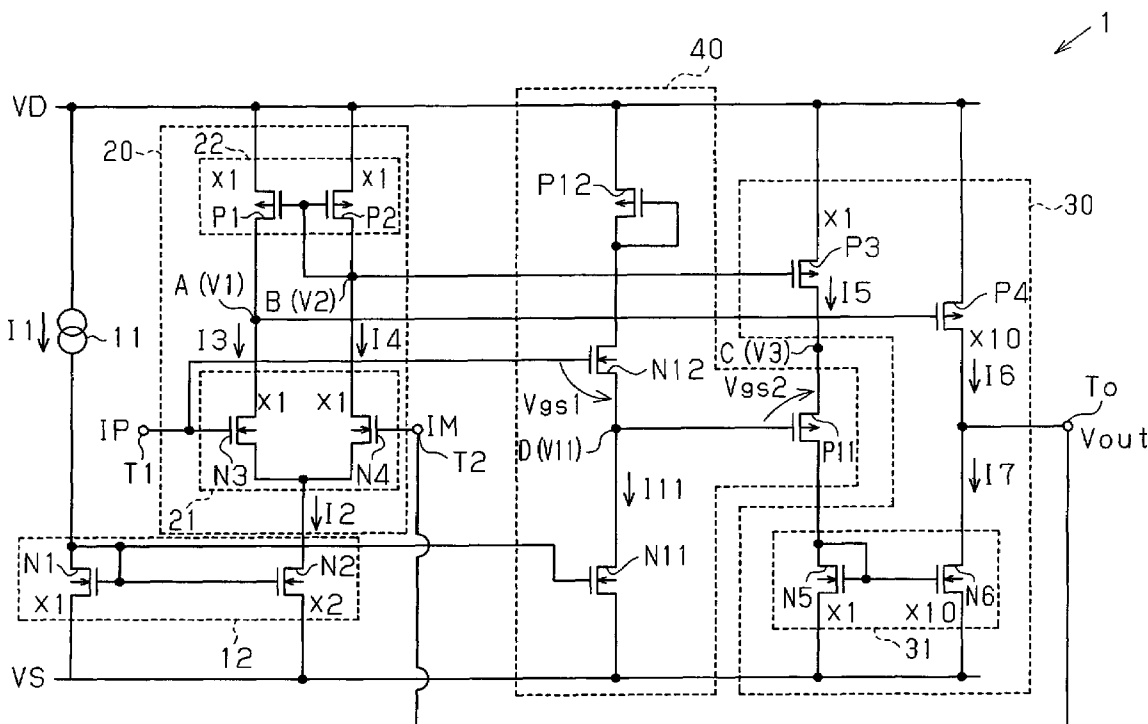 1
40
VD
20
22
X1 X1
P1 P2
P12
30
X1
P3
A (V1)
B (V2)
I5
P4
I1
11
I3
I4
X10
C (V3)
N12
I6
Vgs1
Vgs2
To
X1 X1
IP
IM
D (V11)
P11
Vout
T1
N3
N4
T2
I11
I7
21
I2
N1
N2
N11
N5
N6
X1
X2
X1
X10
12
31
VS